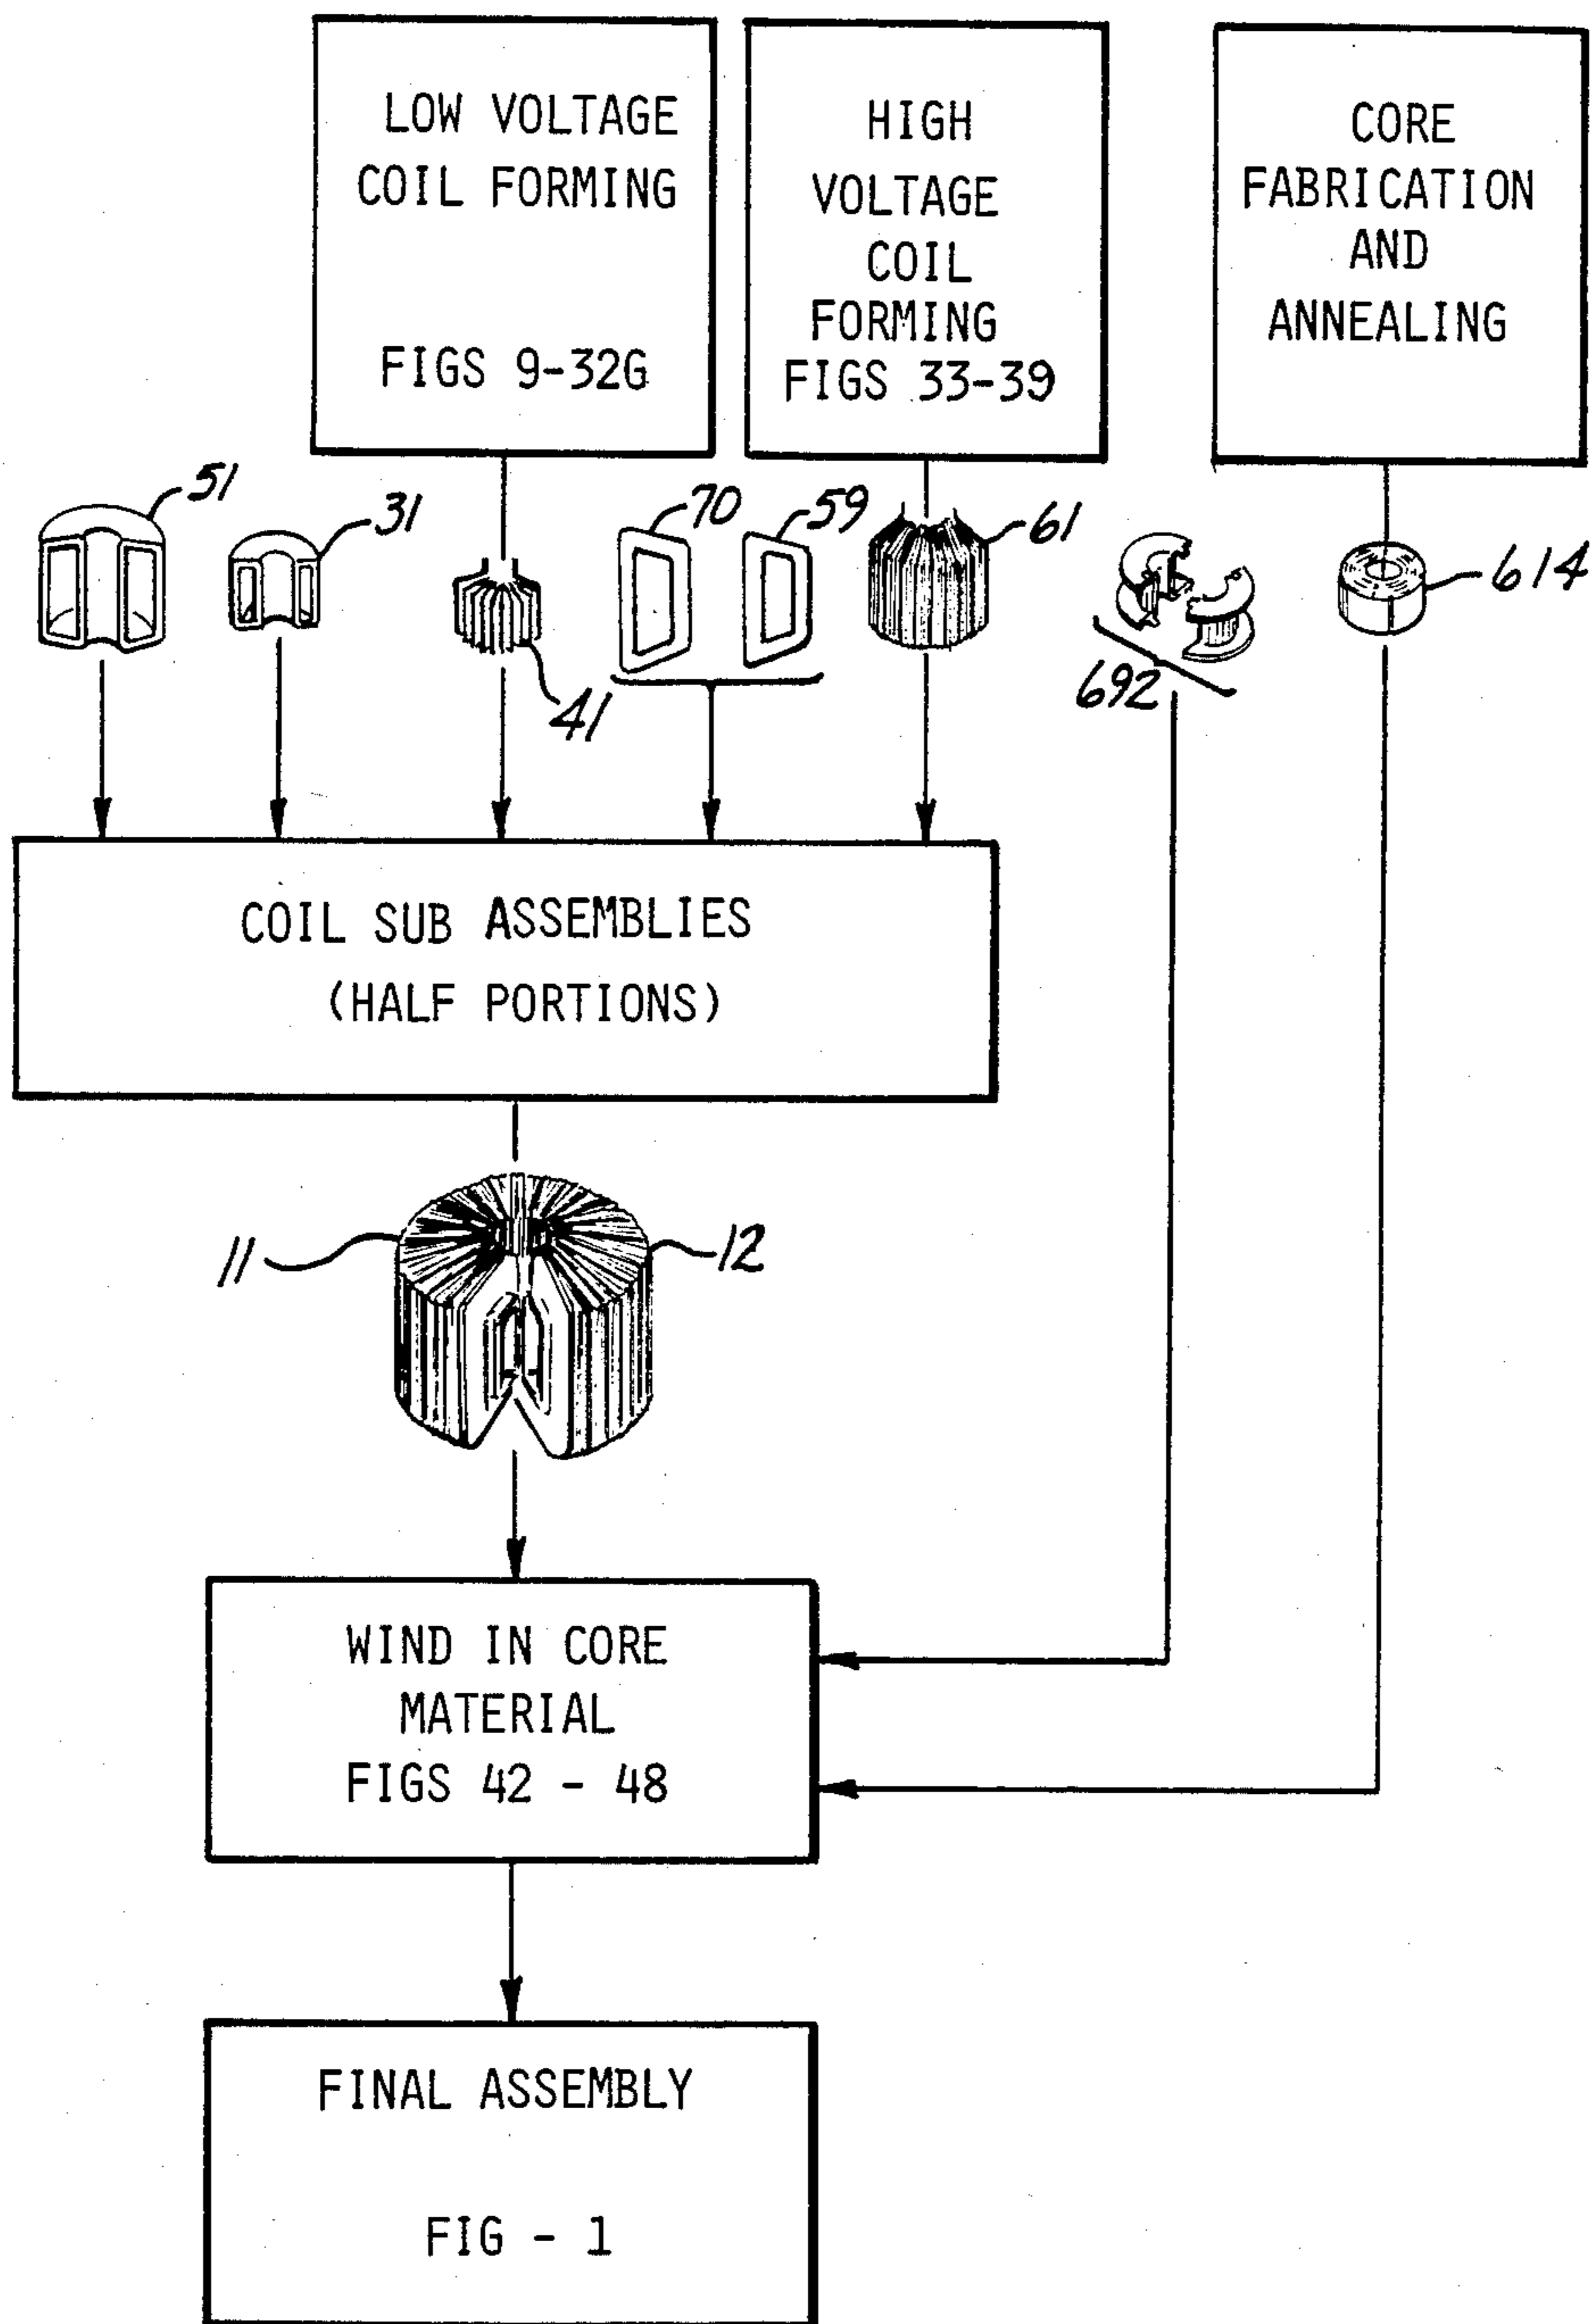 LOW VOLTAGE
COIL FORMING
FIGS 9-32G
HIGH
VOLTAGE
COIL
FORMING
FIGS 33-39
CORE
FABRICATION
AND
ANNEALING
51
31
41
70
59
61
692
614
COIL SUB ASSEMBLIES
(HALF PORTIONS)
11
12
WIND IN CORE
MATERIAL
FIGS 42 - 48
FINAL ASSEMBLY
FIG - 1